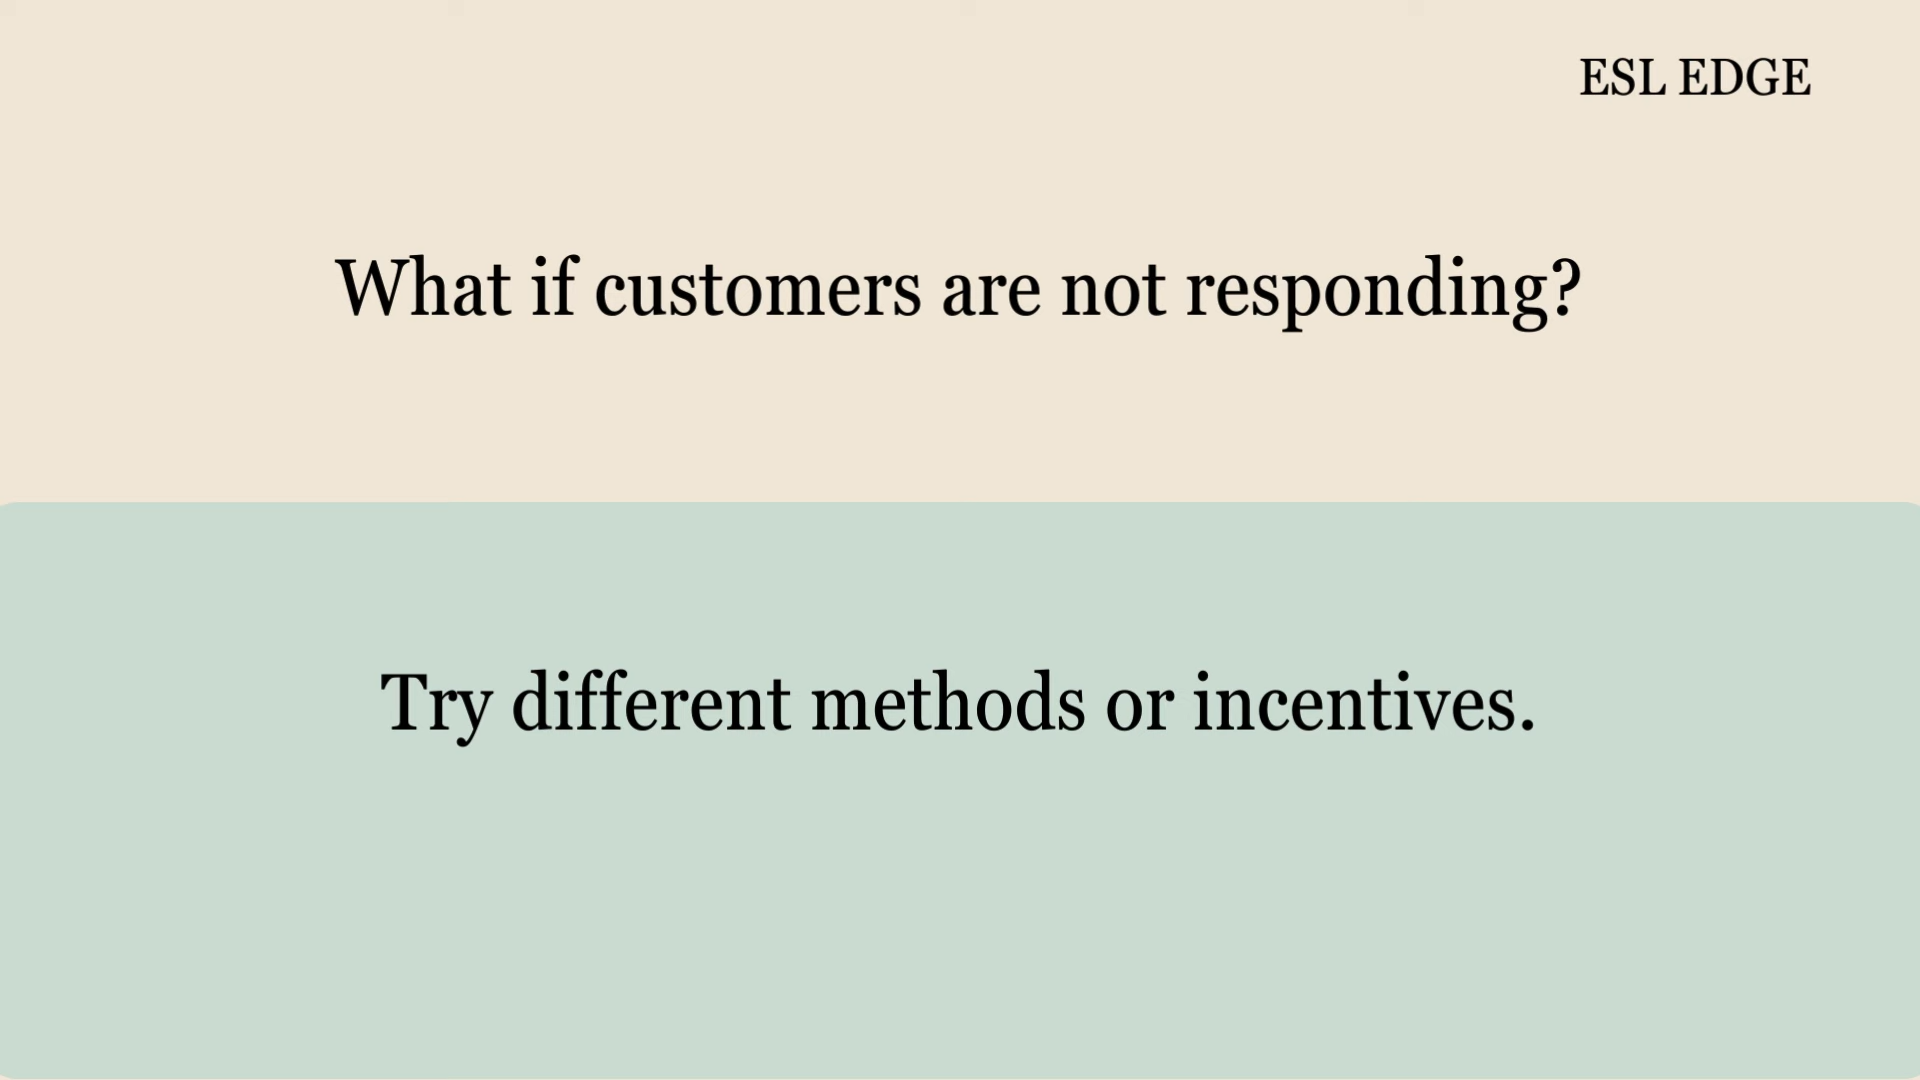 ESL EDGE
What if customers are not responding?
Try different methods or incentives.